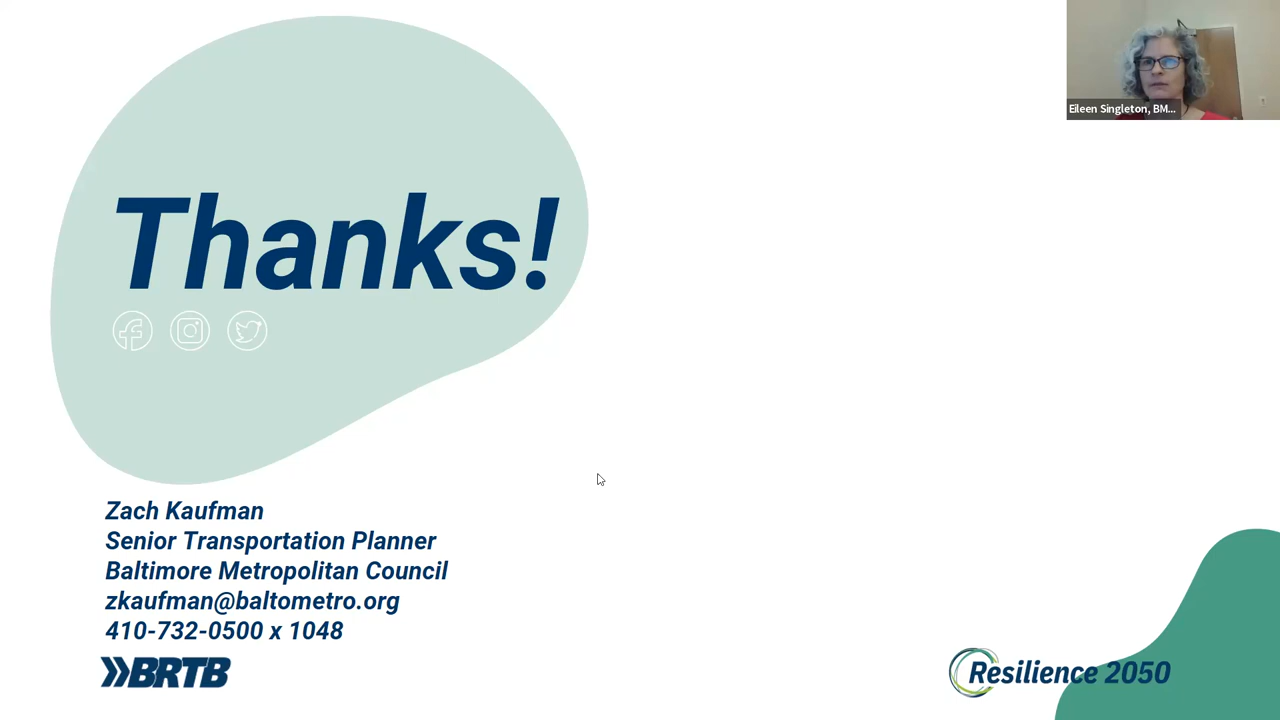 Eileen Singleton, BM...
Thanks!
Zach Kaufman
Senior Transportation Planner
Baltimore Metropolitan Council
zkaufman@baltometro.org
410-732-0500 x 1048
BRTB
Resilience 2050